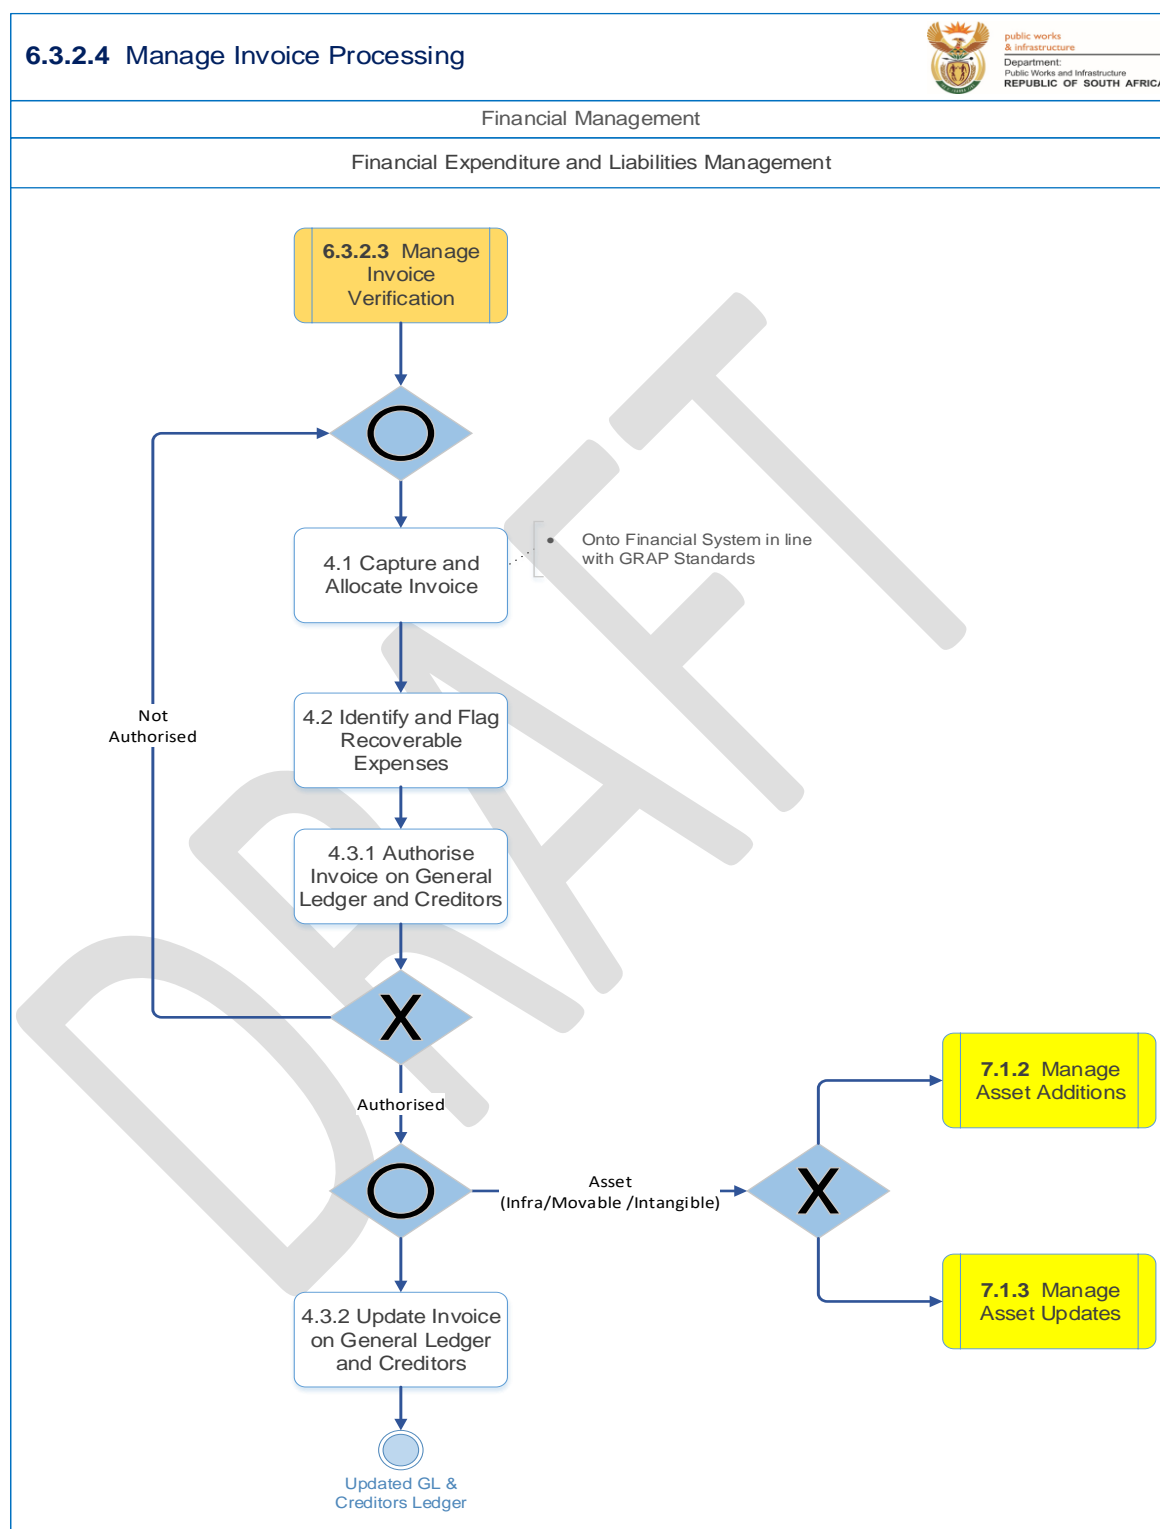 6.3.2.4 Manage Invoice Processing
public works
& infrastructure
Department:
Public Works and Infrastructure
REPUBLIC OF SOUTH AFRICA
Financial Management
Financial Expenditure and Liabilities Management
6.3.2.3 Manage
Invoice
Verification
O
4.1 Capture and
Allocate Invoice
• Onto Financial System in line
with GRAP Standards
4.2 Identify and Flag
Recoverable
Expenses
Not
Authorised
4.3.1 Authorise
Invoice on General
Ledger and Creditors
X
Authorised
7.1.2 Manage
Asset Additions
O
Asset
(Infra/Movable /Intangible)
X
4.3.2 Update Invoice
on General Ledger
and Creditors
7.1.3 Manage
Asset Updates
Updated GL &
Creditors Ledger
DRAFT